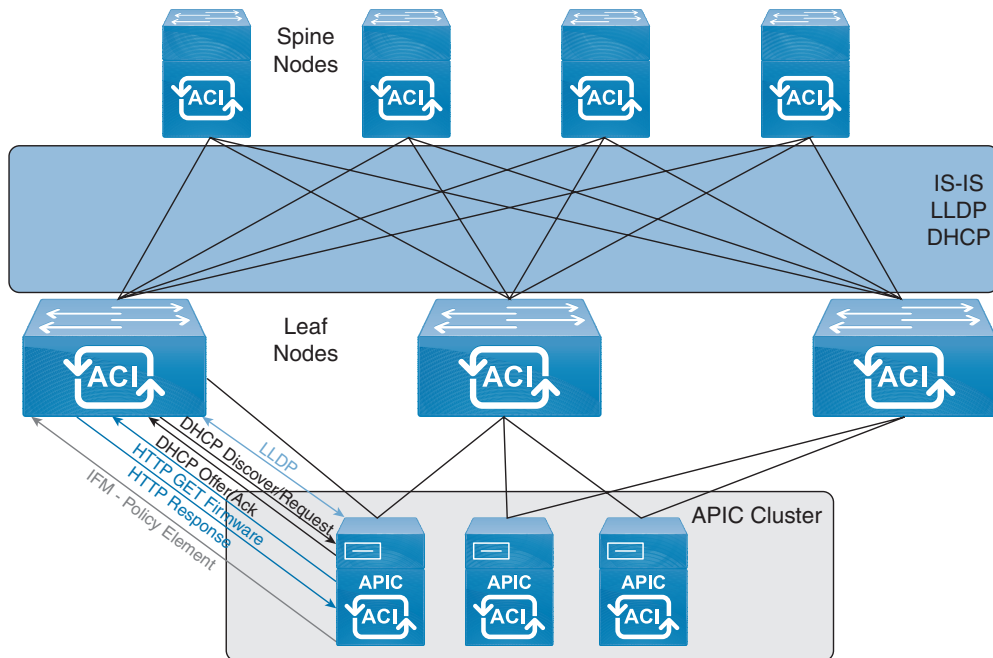 Spine
Nodes
ACI
ACI
ACI
ACI
IS-IS
LLDP
DHCP
Leaf
Nodes
ACI
ACI
ACI
LLDP
DHCP Discover/Request
DHCP Offer/Ack
HTTP GET Firmware
HTTP Response
IFM - Policy Element
APIC Cluster
APIC
ACI
APIC
ACI
APIC
ACI